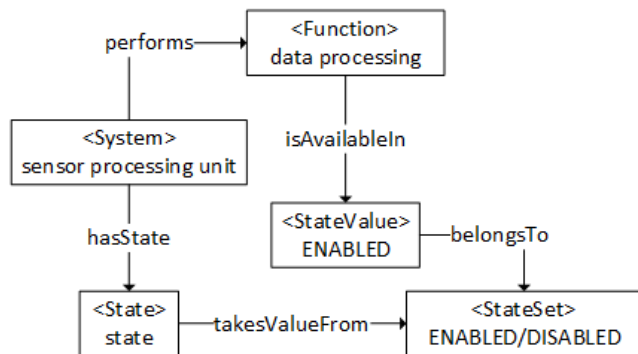 <Function>
performs
data processing
<System>
sensor processing unit
isAvailableIn
<StateValue>
ENABLED
hasState
belongsTo
<State>
state
takesValueFrom
<StateSet>
ENABLED/DISABLED